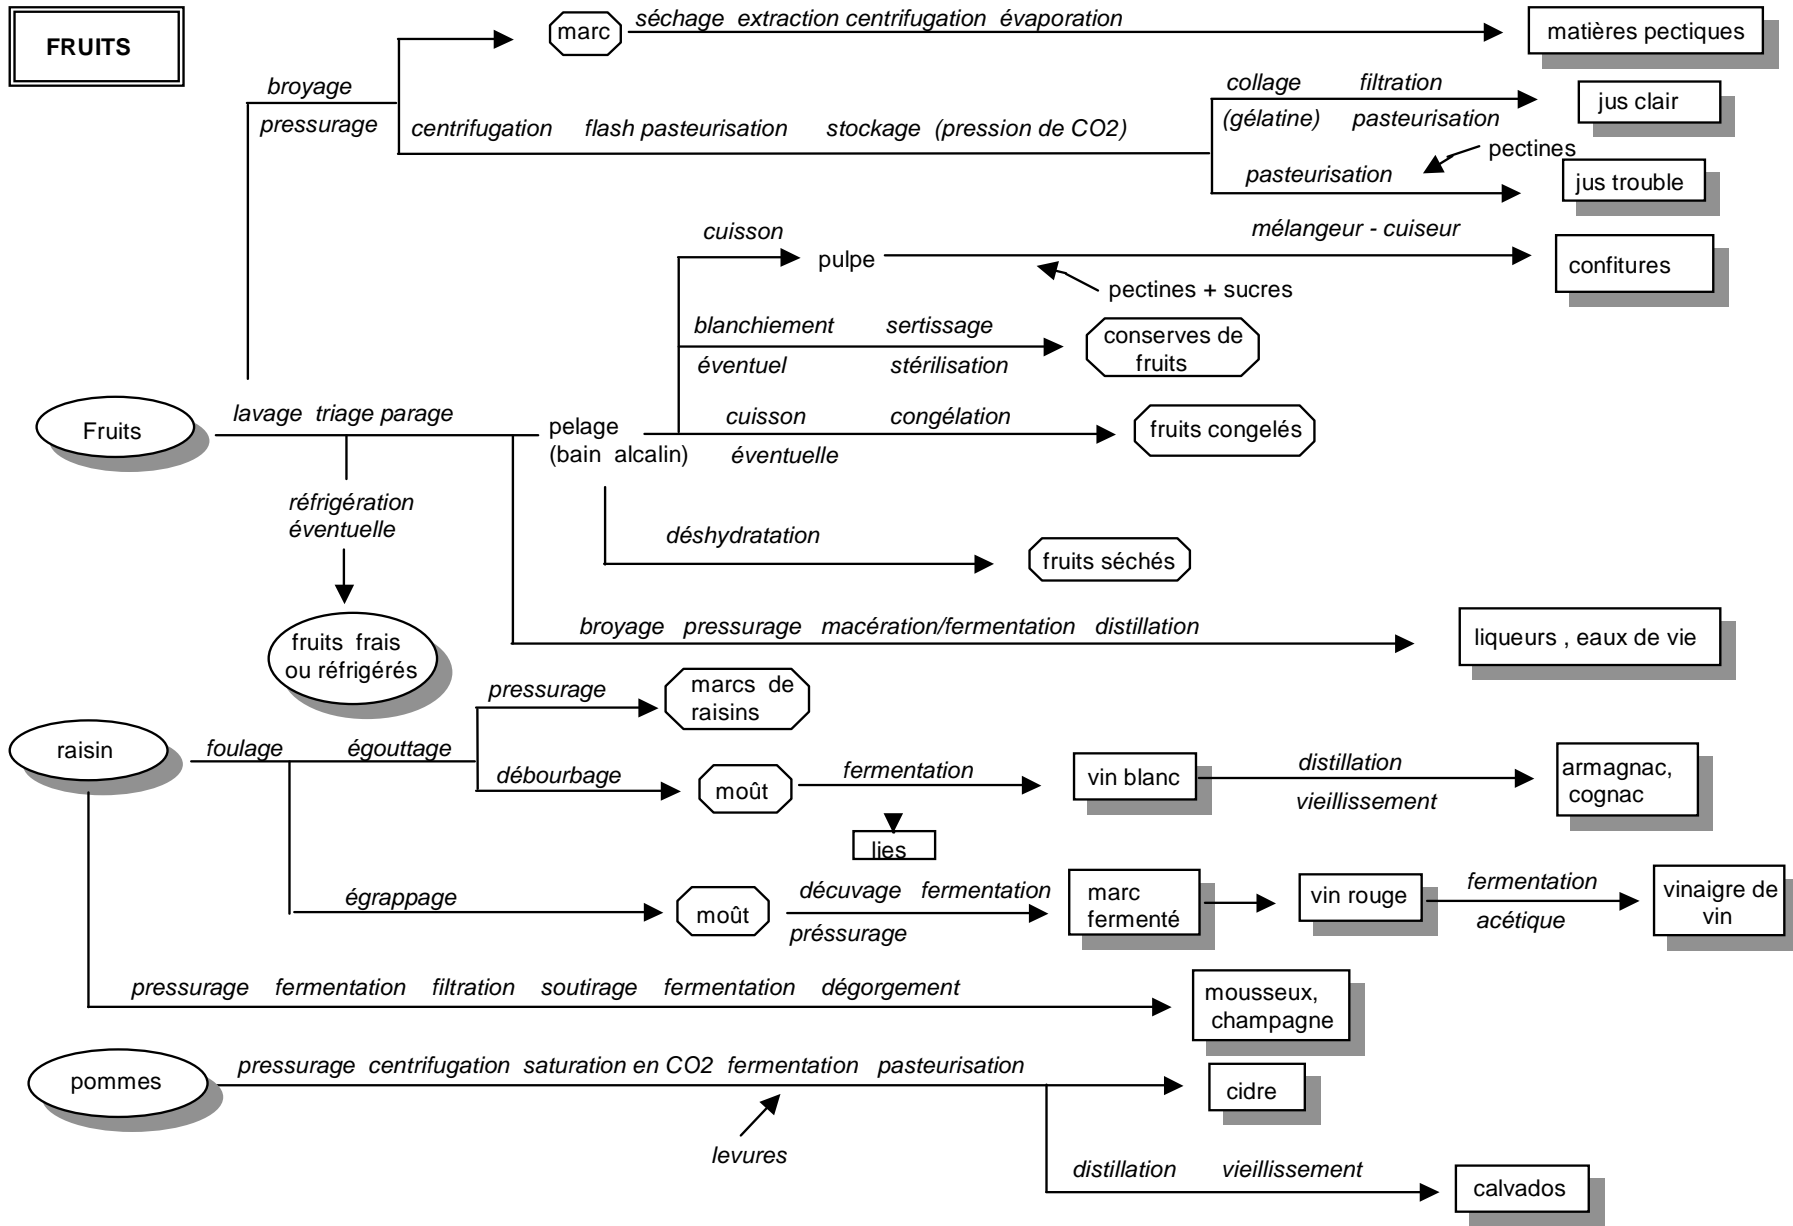 FRUITS
marc
séchage extraction centrifugation évaporation
matières pectiques
broyage
pressurage
centrifugation flash pasteurisation stockage (pression de CO2)
collage filtration
(gélatine) pasteurisation
jus clair
pectines
pasteurisation
jus trouble
cuisson
pulpe
mélangeur - cuiseur
confitures
pectines + sucres
blanchiement sertissage
éventuel stérilisation
conserves de
fruits
Fruits
lavage triage parage
pelage
(bain alcalin)
cuisson congélation
éventuelle
fruits congelés
réfrigération
éventuelle
déshydratation
fruits séchés
fruits frais
ou réfrigérés
broyage pressurage macération/fermentation distillation
liqueurs , eaux de vie
raisin
foulage égouttage
pressurage
marcs de
raisins
débourbage
moût
fermentation
lies
vin blanc
distillation
vieillissement
armagnac,
cognac
égrappage
moût
décuvage fermentation
préssurage
marc
fermenté
vin rouge
fermentation
acétique
vinaigre de
vin
pressurage fermentation filtration soutirage fermentation dégorgement
mousseux,
champagne
pommes
pressurage centrifugation saturation en CO2 fermentation pasteurisation
cidre
levures
distillation vieillissement
calvados